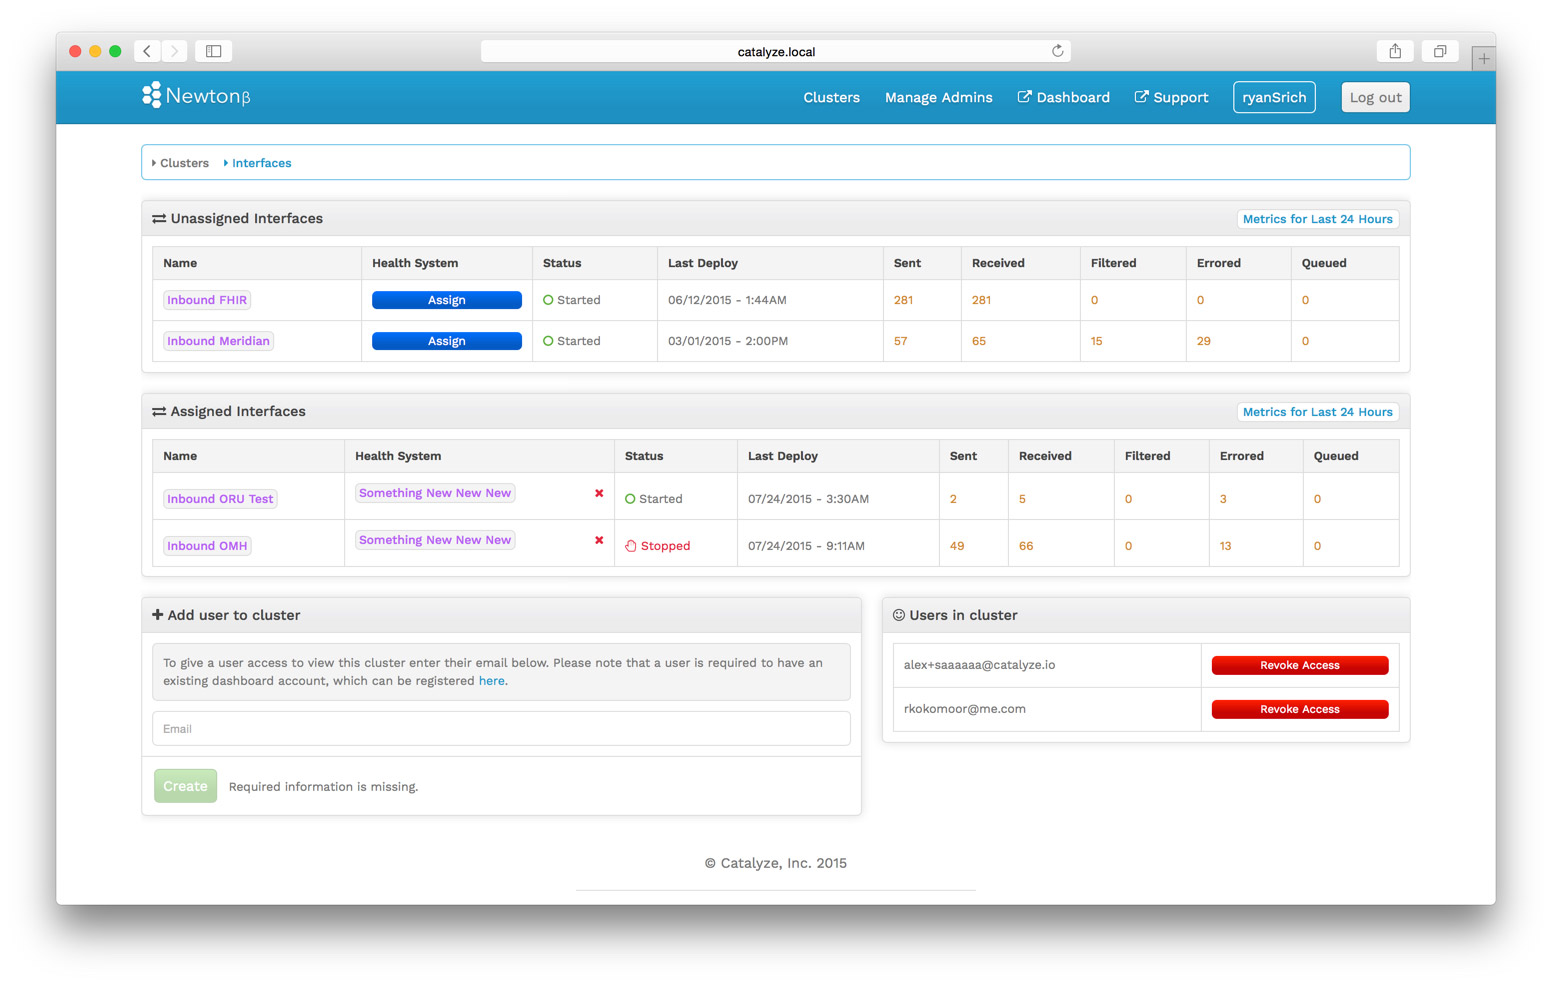 catalyze.local
Newtonβ
Clusters Manage Admins Dashboard Support ryanSrich Log out
Clusters Interfaces
Unassigned Interfaces Metrics for Last 24 Hours
Name Health System Status Last Deploy Sent Received Filtered Errored Queued
Inbound FHIR Assign Started 06/12/2015 - 1:44AM 281 281 0 0 0
Inbound Meridian Assign Started 03/01/2015 - 2:00PM 57 65 15 29 0
Assigned Interfaces Metrics for Last 24 Hours
Name Health System Status Last Deploy Sent Received Filtered Errored Queued
Inbound ORU Test Something New New New Started 07/24/2015 - 3:30AM 2 5 0 3 0
Inbound OMH Something New New New Stopped 07/24/2015 - 9:11AM 49 66 0 13 0
Add user to cluster
To give a user access to view this cluster enter their email below. Please note that a user is required to have an
existing dashboard account, which can be registered here.
Email
Create Required information is missing.
Users in cluster
alex+saaaaaa@catalyze.io Revoke Access
rkokomoor@me.com Revoke Access
© Catalyze, Inc. 2015